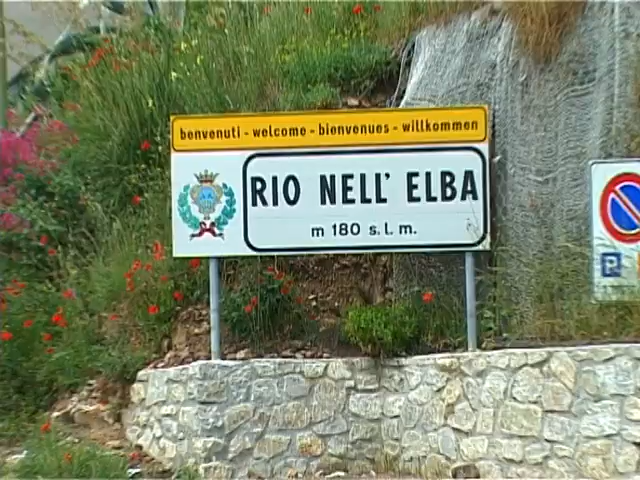 benvenuti - welcome - bienvenues - willkommen
RIO NELL' ELBA
m 180 s.l.m.
P